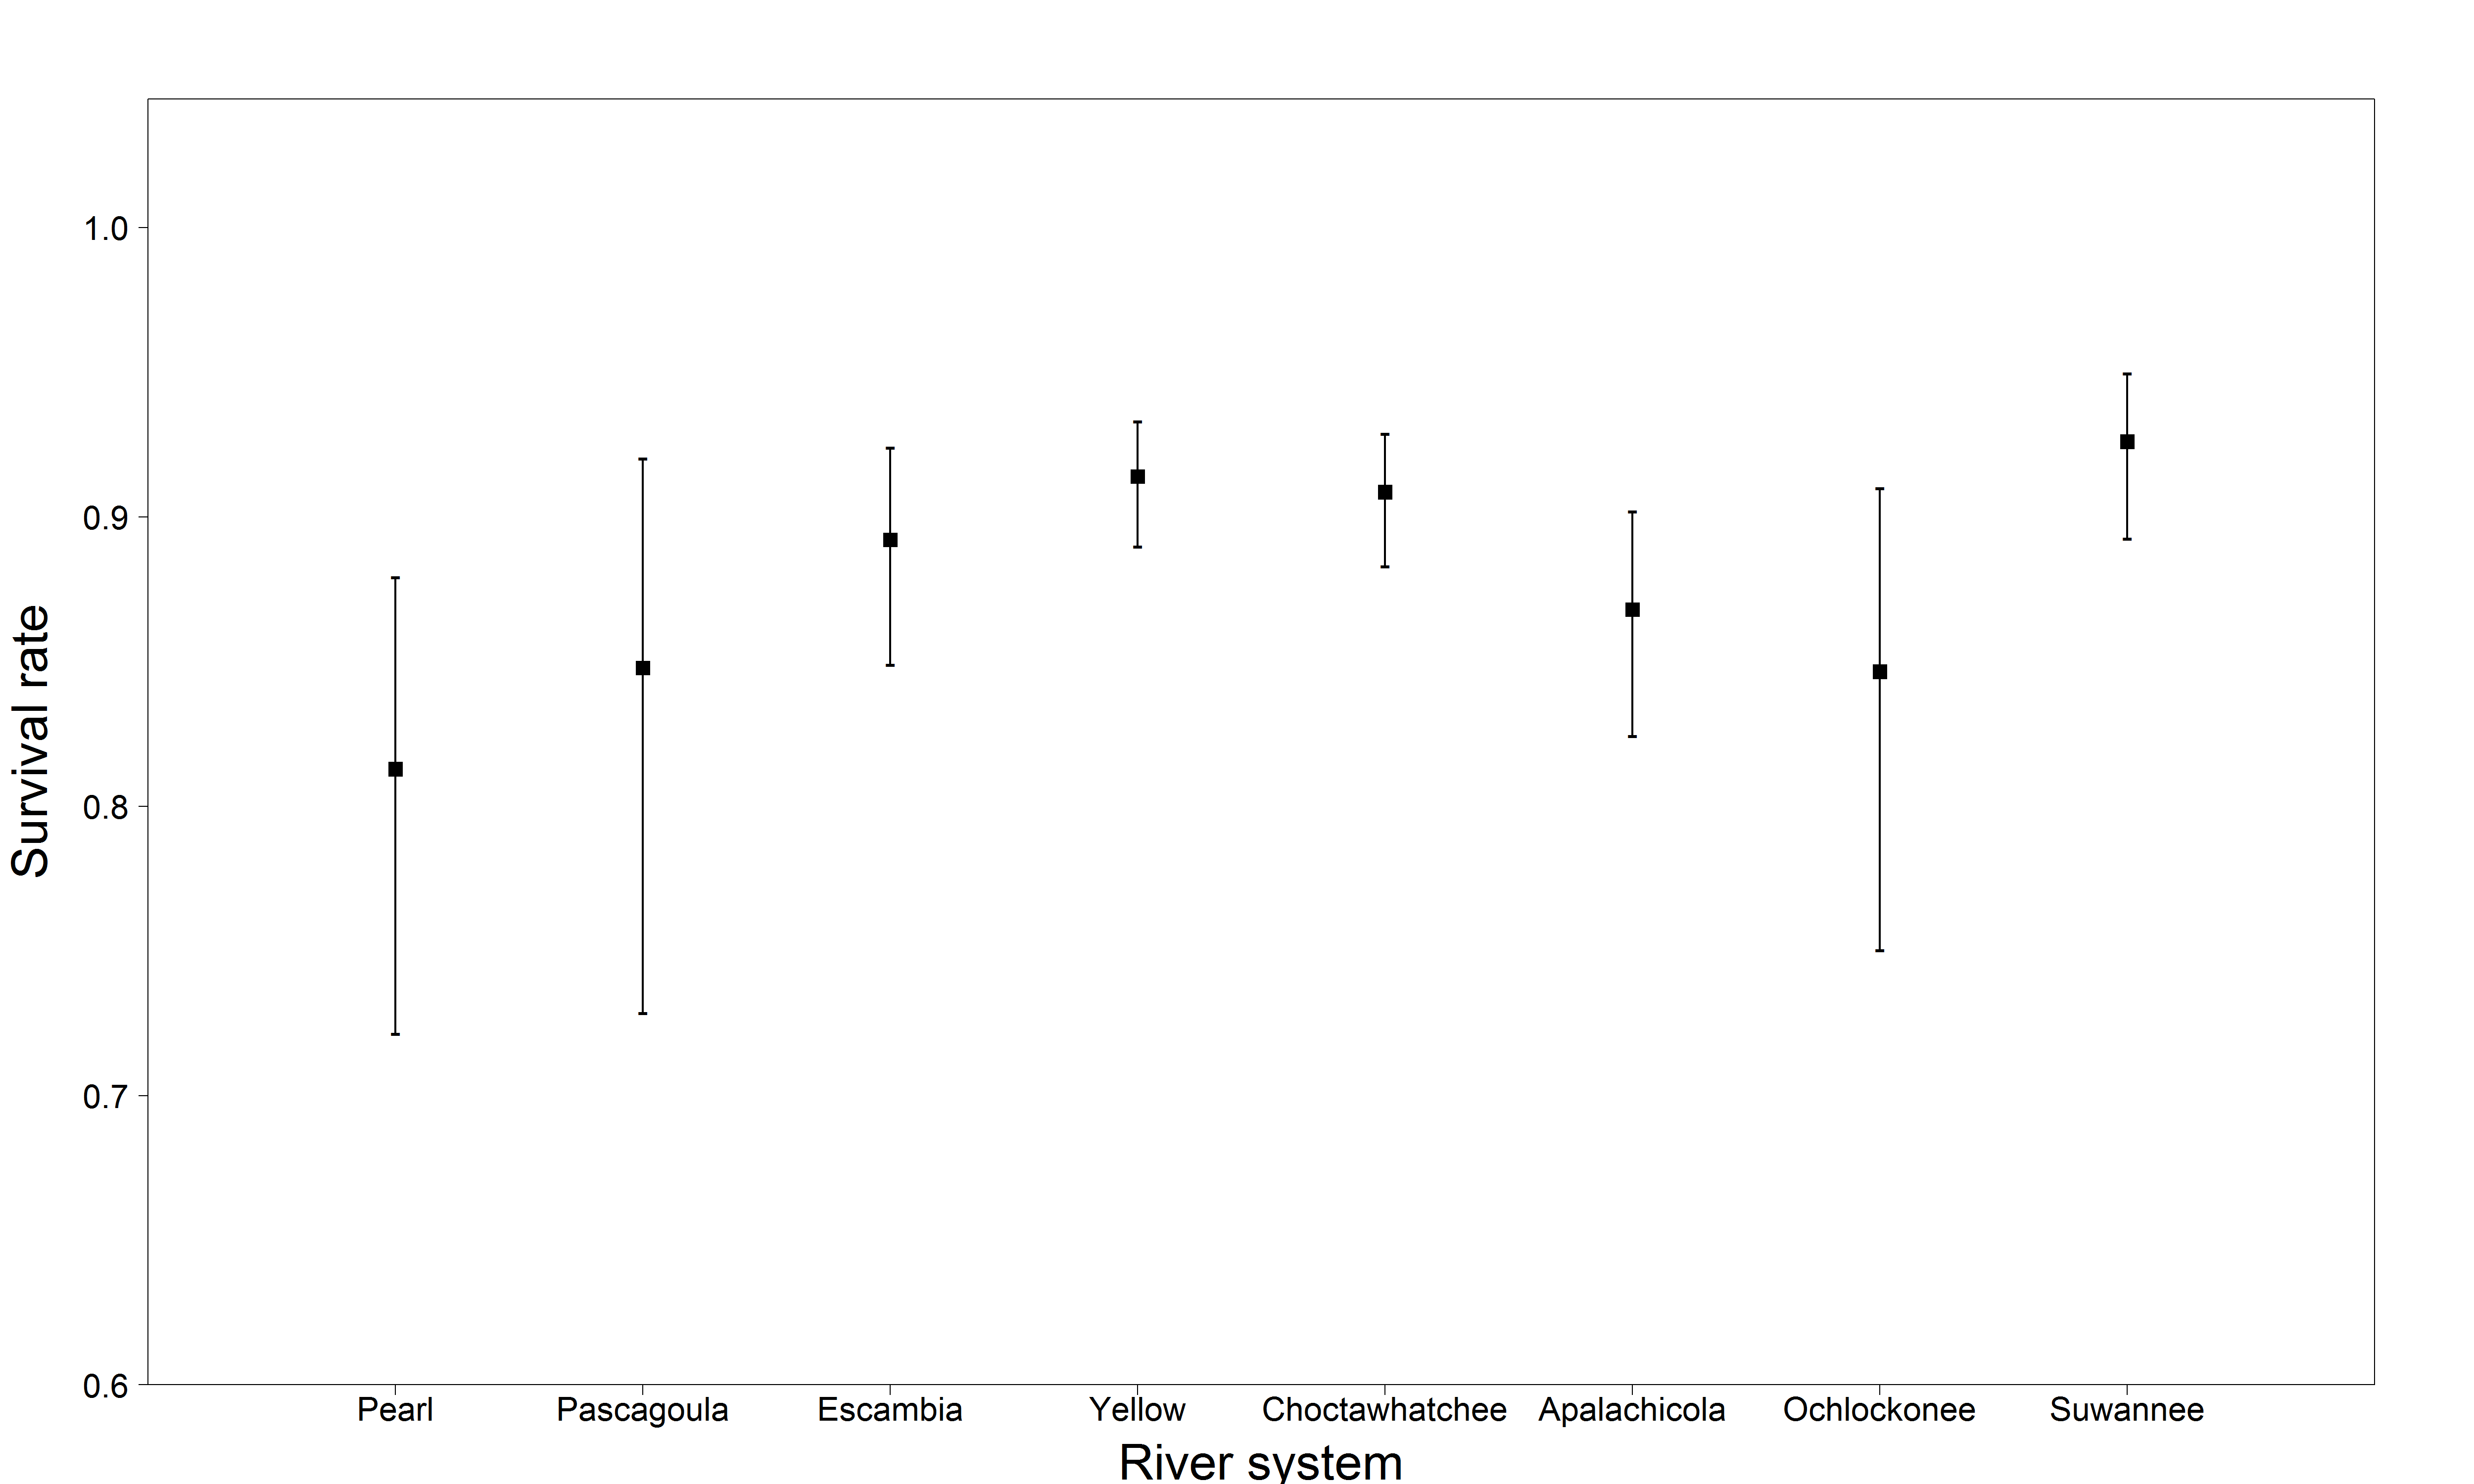 Survival rate
1.0
0.9
0.8
0.7
0.6
Pearl Pascagoula Escambia Yellow Choctawhatchee Apalachicola Ochlockonee Suwannee
River system